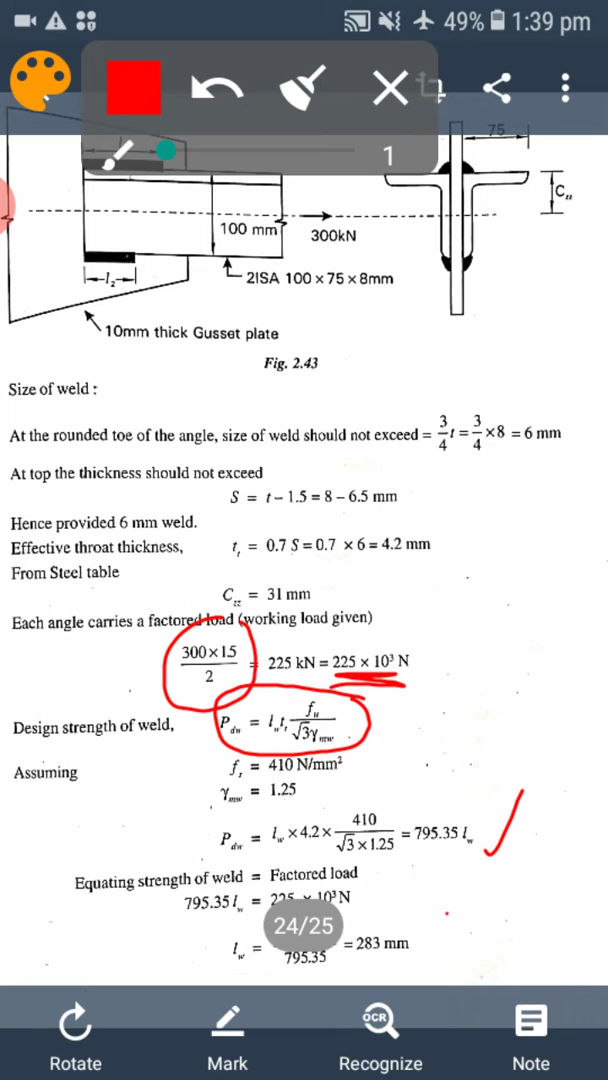 49% 1:39 pm
1
75
C_zz
100 mm
300kN
l_2
2ISA 100 × 75 × 8mm
10mm thick Gusset plate
Fig. 2.43
Size of weld :
At the rounded toe of the angle, size of weld should not exceed = 3/4 t = 3/4 × 8 = 6 mm
At top the thickness should not exceed
S = t – 1.5 = 8 – 6.5 mm
Hence provided 6 mm weld.
Effective throat thickness, t_t = 0.7 S = 0.7 × 6 = 4.2 mm
From Steel table
C_zz = 31 mm
Each angle carries a factored load (working load given)
300 × 15 / 2 = 225 kN = 225 × 10³ N
Design strength of weld, P_dw = l_w t_t f_u / √3 γ_mw
Assuming f_s = 410 N/mm²
γ_mw = 1.25
P_dw = l_w × 4.2 × 410 / √3 × 1.25 = 795.35 l_w
Equating strength of weld = Factored load
795.35 l_w = 225 × 10³ N
24/25
l_w = / 795.35 = 283 mm
Rotate
Mark
OCR
Recognize
Note